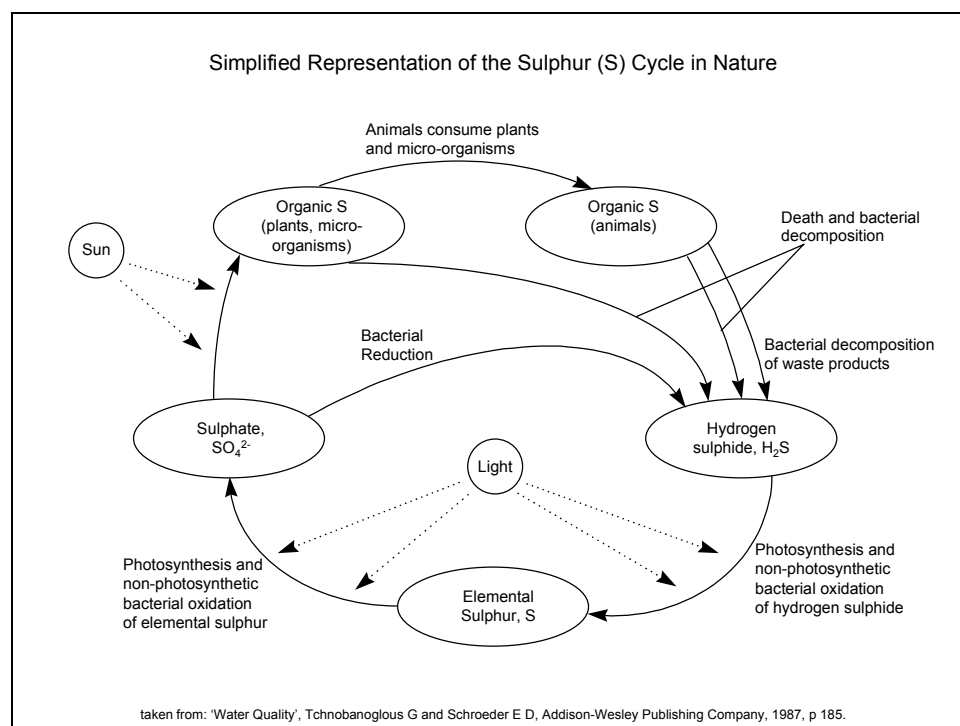 Simplified Representation of the Sulphur (S) Cycle in Nature
Animals consume plants
and micro-organisms
Organic S
(plants, micro-
organisms)
Organic S
(animals)
Death and bacterial
decomposition
Sun
Bacterial
Reduction
Bacterial decomposition
of waste products
Sulphate,
SO₄²⁻
Hydrogen
sulphide, H₂S
Light
Photosynthesis and
non-photosynthetic
bacterial oxidation
of elemental sulphur
Elemental
Sulphur, S
Photosynthesis and
non-photosynthetic
bacterial oxidation
of hydrogen sulphide
taken from: 'Water Quality', Tchnobanoglous G and Schroeder E D, Addison-Wesley Publishing Company, 1987, p 185.